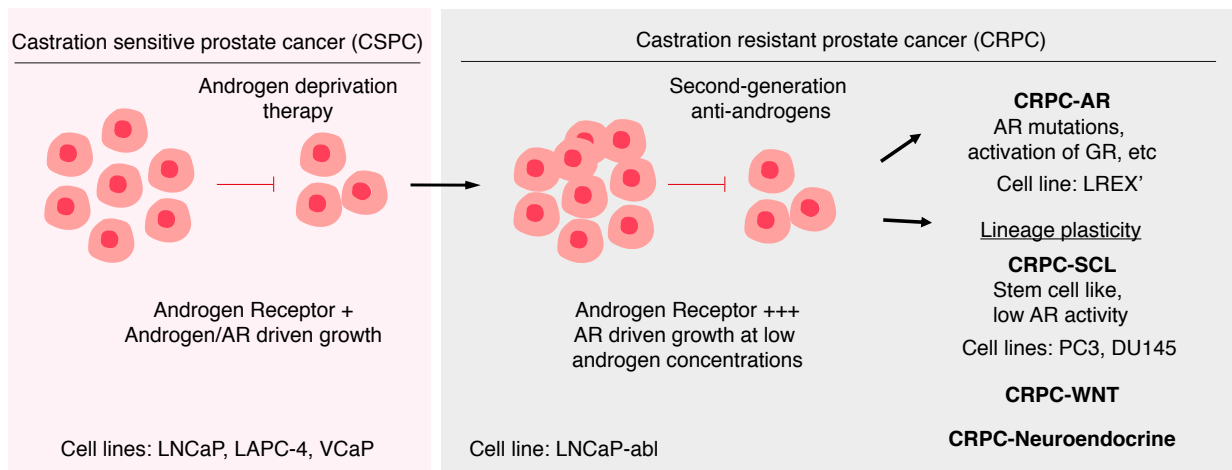 Castration sensitive prostate cancer (CSPC)
Androgen deprivation
therapy
Androgen Receptor +
Androgen/AR driven growth
Cell lines: LNCaP, LAPC-4, VCaP
Castration resistant prostate cancer (CRPC)
Second-generation
anti-androgens
Androgen Receptor +++
AR driven growth at low
androgen concentrations
Cell line: LNCaP-abl
CRPC-AR
AR mutations,
activation of GR, etc
Cell line: LREX’
Lineage plasticity
CRPC-SCL
Stem cell like,
low AR activity
Cell lines: PC3, DU145
CRPC-WNT
CRPC-Neuroendocrine